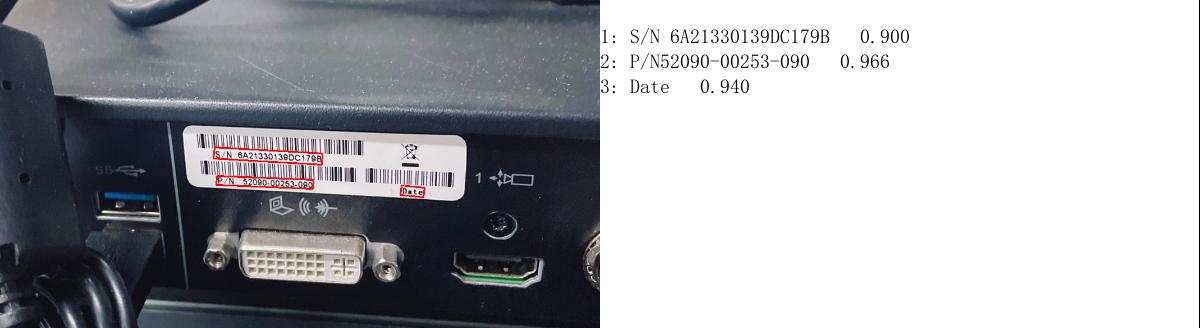 S/N 6A21330139DC179B
P/N 52090-00253-090
Date
1
1: S/N 6A21330139DC179B 0.900
2: P/N52090-00253-090 0.966
3: Date 0.940